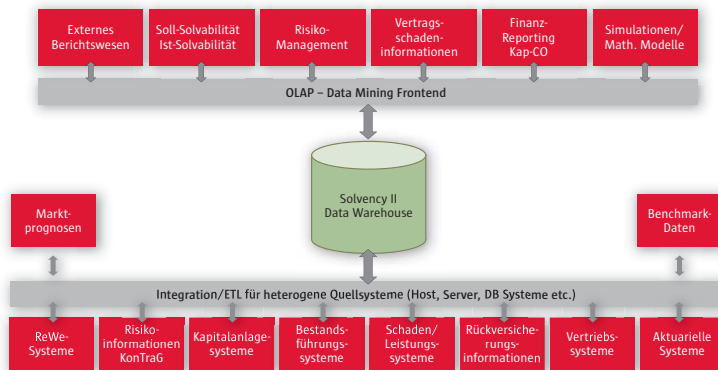 Externes
Berichtswesen
Soll-Solvabilität
Ist-Solvabilität
Risiko-
Management
Vertrags-
schaden-
informationen
Finanz-
Reporting
Kap-CO
Simulationen/
Math. Modelle
OLAP – Data Mining Frontend
Solvency II
Data Warehouse
Markt-
prognosen
Benchmark-
Daten
Integration/ETL für heterogene Quellsysteme (Host, Server, DB Systeme etc.)
ReWe-
Systeme
Risiko-
informationen
KonTraG
Kapitalanlage-
systeme
Bestands-
führungs-
systeme
Schaden/
Leistungs-
systeme
Rückversiche-
rungs-
informationen
Vertriebs-
systeme
Aktuarielle
Systeme